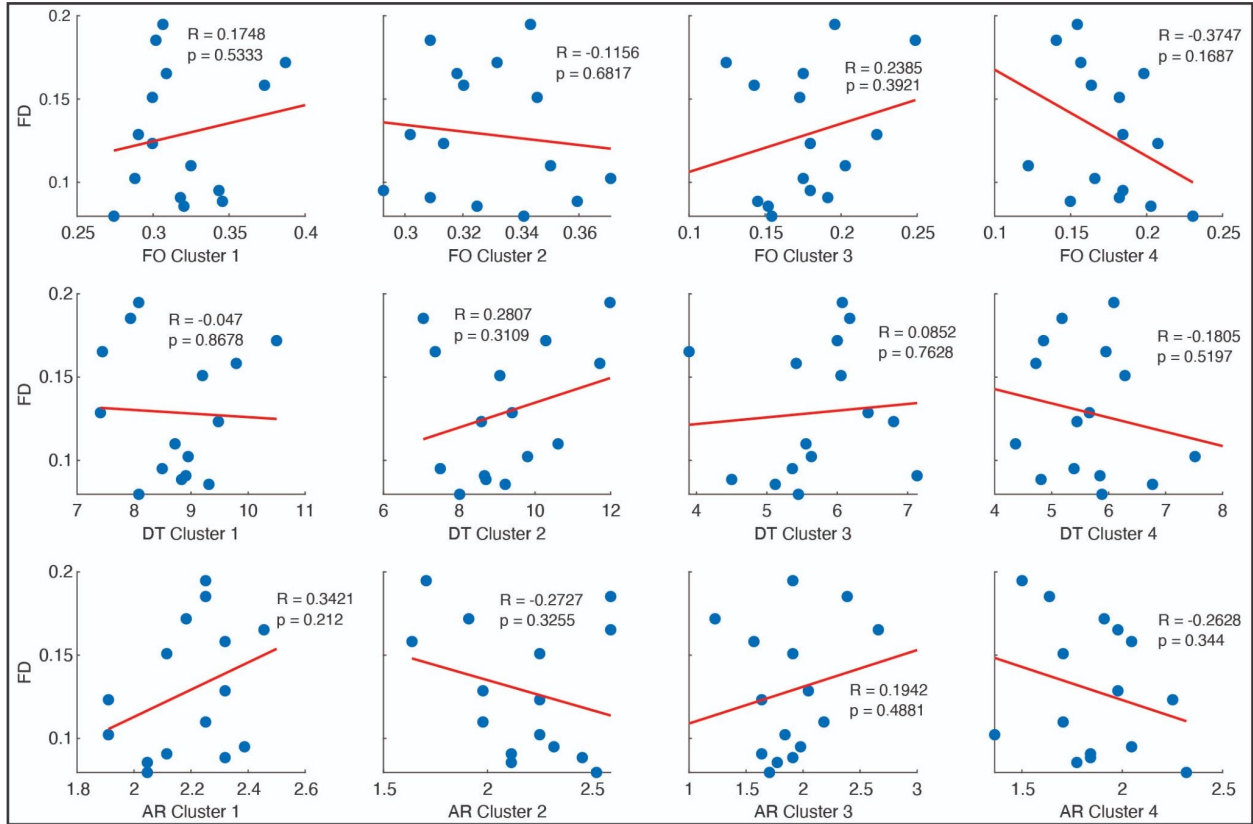 0.2
0.15
0.1
FD
R = 0.1748
p = 0.5333
0.25 0.3 0.35 0.4
FO Cluster 1
R = -0.1156
p = 0.6817
0.3 0.32 0.34 0.36
FO Cluster 2
R = 0.2385
p = 0.3921
0.1 0.15 0.2 0.25
FO Cluster 3
R = -0.3747
p = 0.1687
0.1 0.15 0.2 0.25
FO Cluster 4
0.2
0.15
0.1
FD
R = -0.047
p = 0.8678
7 8 9 10 11
DT Cluster 1
R = 0.2807
p = 0.3109
6 8 10 12
DT Cluster 2
R = 0.0852
p = 0.7628
4 5 6 7
DT Cluster 3
R = -0.1805
p = 0.5197
4 5 6 7 8
DT Cluster 4
0.2
0.15
0.1
FD
R = 0.3421
p = 0.212
1.8 2 2.2 2.4 2.6
AR Cluster 1
R = -0.2727
p = 0.3255
2 2.5
AR Cluster 2
R = 0.1942
p = 0.4881
1 1.5 2 2.5 3
AR Cluster 3
R = -0.2628
p = 0.344
1.5 2 2.5
AR Cluster 4